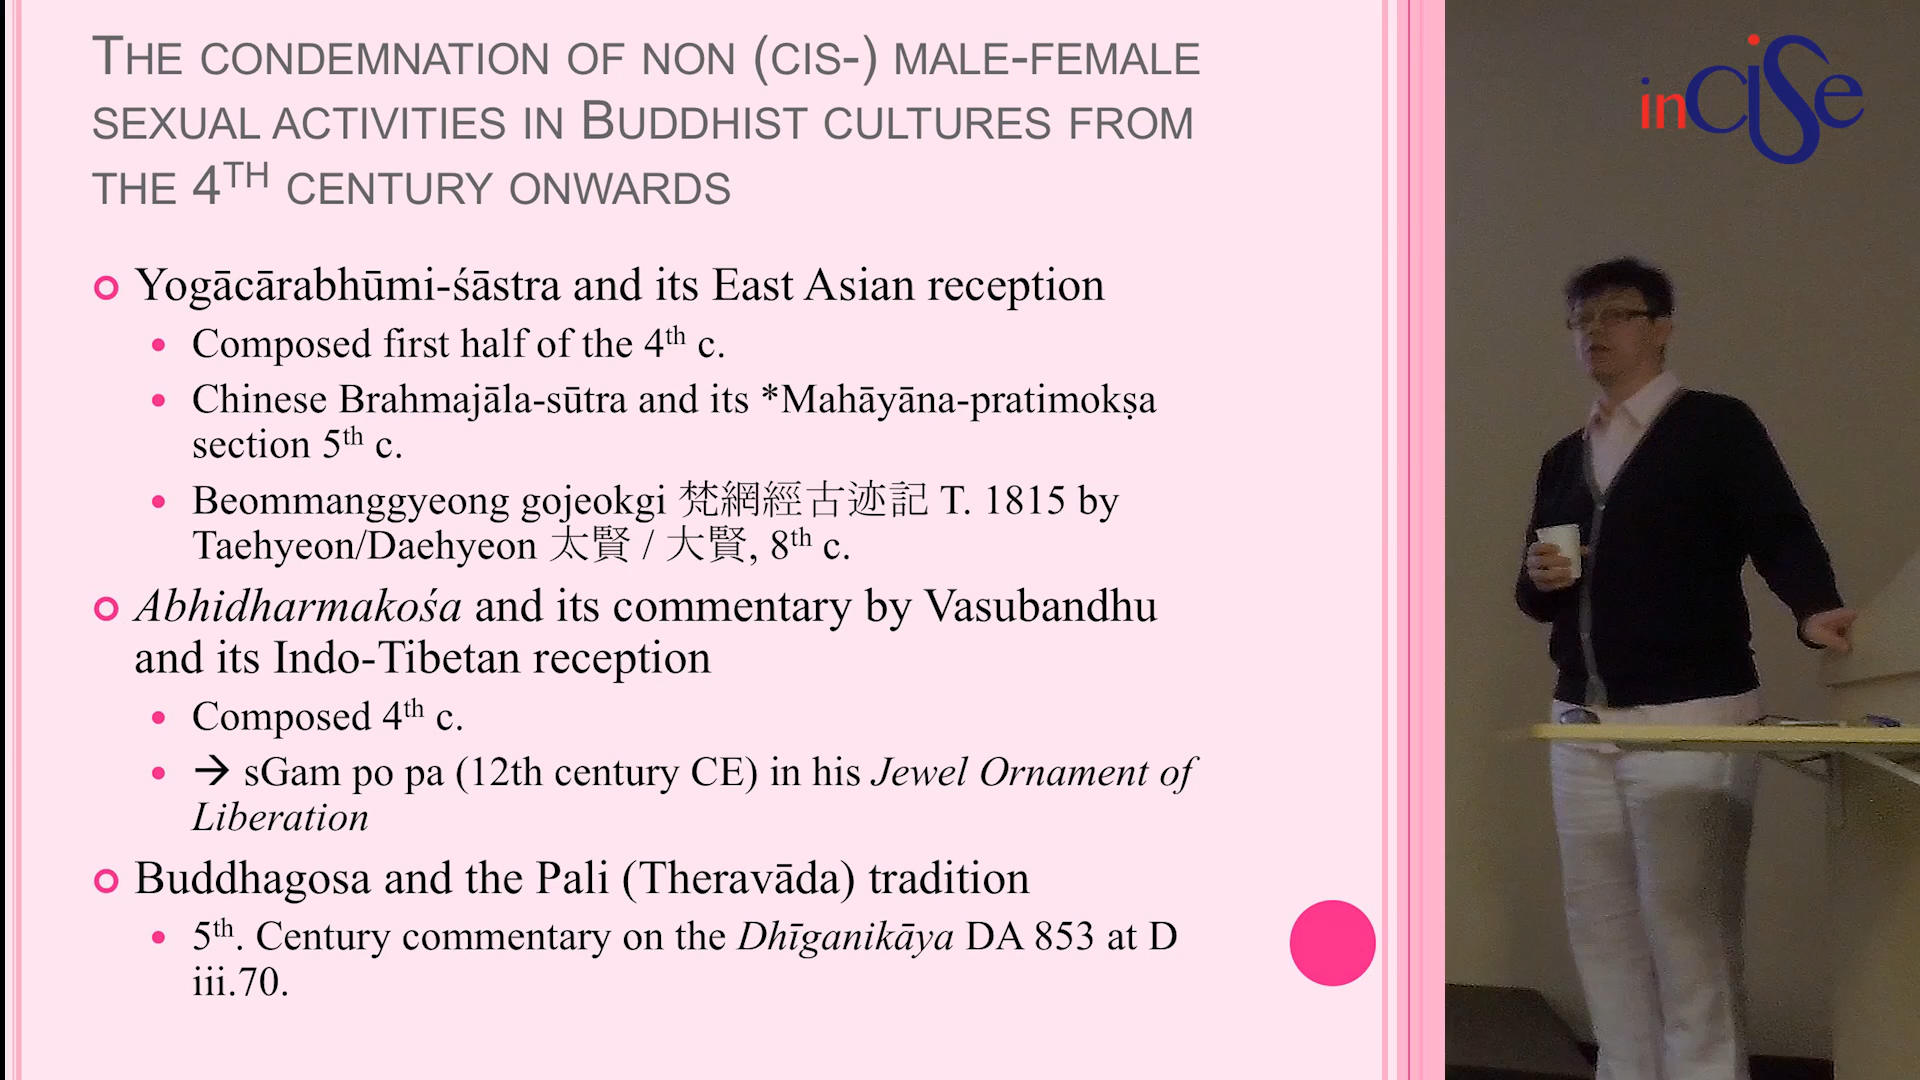 THE CONDEMNATION OF NON (CIS-) MALE-FEMALE
SEXUAL ACTIVITIES IN BUDDHIST CULTURES FROM
THE 4TH CENTURY ONWARDS
Yogācārabhūmi-śāstra and its East Asian reception
Composed first half of the 4th c.
Chinese Brahmajāla-sūtra and its *Mahāyāna-pratimokṣa
section 5th c.
Beommanggyeong gojeokgi 梵網經古迹記 T. 1815 by
Taehyeon/Daehyeon 太賢 / 大賢, 8th c.
Abhidharmakośa and its commentary by Vasubandhu
and its Indo-Tibetan reception
Composed 4th c.
→ sGam po pa (12th century CE) in his Jewel Ornament of
Liberation
Buddhagosa and the Pali (Theravāda) tradition
5th. Century commentary on the Dhīganikāya DA 853 at D
iii.70.
inCISe